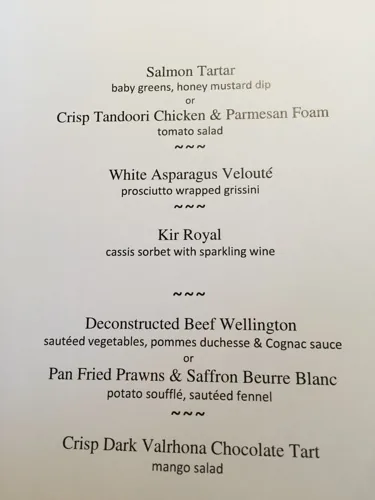 Salmon Tartar
baby greens, honey mustard dip
or
Crisp Tandoori Chicken & Parmesan Foam
tomato salad
~~~
White Asparagus Velouté
prosciutto wrapped grissini
~~~
Kir Royal
cassis sorbet with sparkling wine
~~~
Deconstructed Beef Wellington
sautéed vegetables, pommes duchesse & Cognac sauce
or
Pan Fried Prawns & Saffron Beurre Blanc
potato soufflé, sautéed fennel
~~~
Crisp Dark Valrhona Chocolate Tart
mango salad